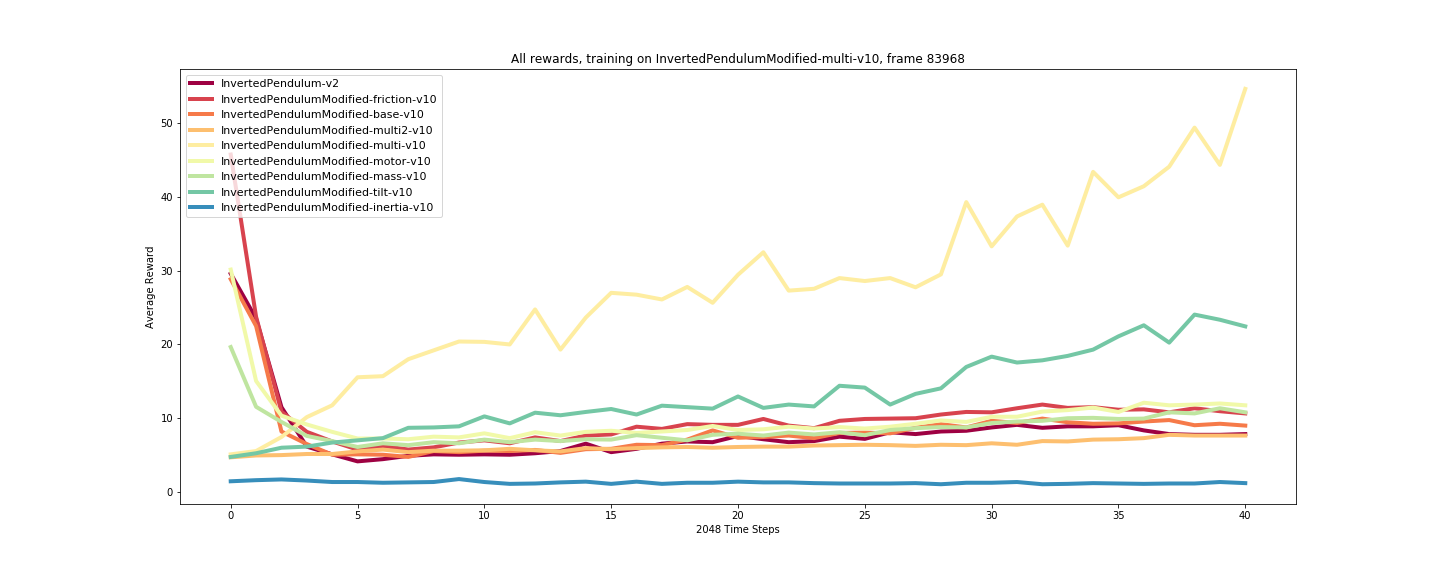 All rewards, training on InvertedPendulumModified-multi-v10, frame 83968
InvertedPendulum-v2
InvertedPendulumModified-friction-v10
InvertedPendulumModified-base-v10
InvertedPendulumModified-multi2-v10
InvertedPendulumModified-multi-v10
InvertedPendulumModified-motor-v10
InvertedPendulumModified-mass-v10
InvertedPendulumModified-tilt-v10
InvertedPendulumModified-inertia-v10
Average Reward
50
40
30
20
10
0
0 5 10 15 20 25 30 35 40
2048 Time Steps